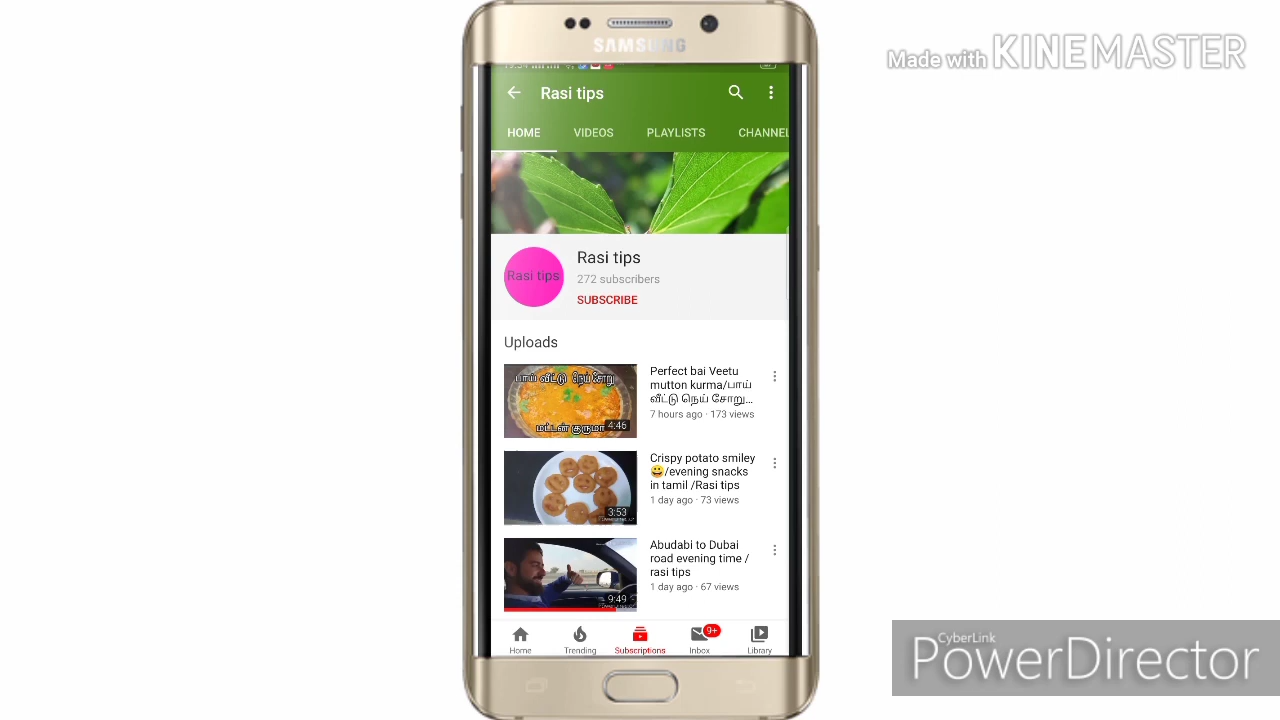 SAMSUNG
Made with KINEMASTER
Rasi tips
HOME VIDEOS PLAYLISTS CHANNEL
Rasi tips
Rasi tips
272 subscribers
SUBSCRIBE
Uploads
பாய் வீட்டு நெய் சோறு
மட்டன் குருமா
4:46
Perfect bai Veetu
mutton kurma/பாய்
வீட்டு நெய் சோறு...
7 hours ago · 173 views
3:53
Crispy potato smiley
😀/evening snacks
in tamil /Rasi tips
1 day ago · 73 views
9:49
Abudabi to Dubai
road evening time /
rasi tips
1 day ago · 67 views
9+
Home Trending Subscriptions Inbox Library
CyberLink
PowerDirector